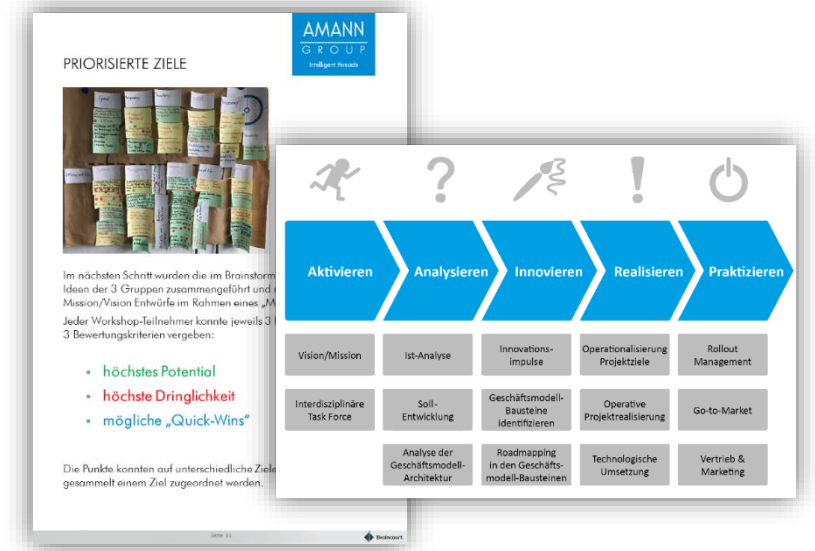 AMANN
GROUP
Intelligent threads
PRIORISIERTE ZIELE
Im nächsten Schritt wurden die im Brainstorm
Ideen der 3 Gruppen zusammengeführt und
Mission/Vision Entwürfe im Rahmen eines „M
Jeder Workshop-Teilnehmer konnte jeweils 3
3 Bewertungskriterien vergeben:
höchstes Potential
höchste Dringlichkeit
mögliche „Quick-Wins“
Die Punkte konnten auf unterschiedliche Ziele
gesammelt einem Ziel zugeordnet werden.
Seite 11
Braincourt
?
!
Aktivieren
Analysieren
Innovieren
Realisieren
Praktizieren
Vision/Mission
Ist-Analyse
Innovations-
impulse
Operationalisierung
Projektziele
Rollout
Management
Interdisziplinäre
Task Force
Soll-
Entwicklung
Geschäftsmodell-
Bausteine
identifizieren
Operative
Projektrealisierung
Go-to-Market
Analyse der
Geschäftsmodell-
Architektur
Roadmapping
in den Geschäfts-
modell-Bausteinen
Technologische
Umsetzung
Vertrieb &
Marketing